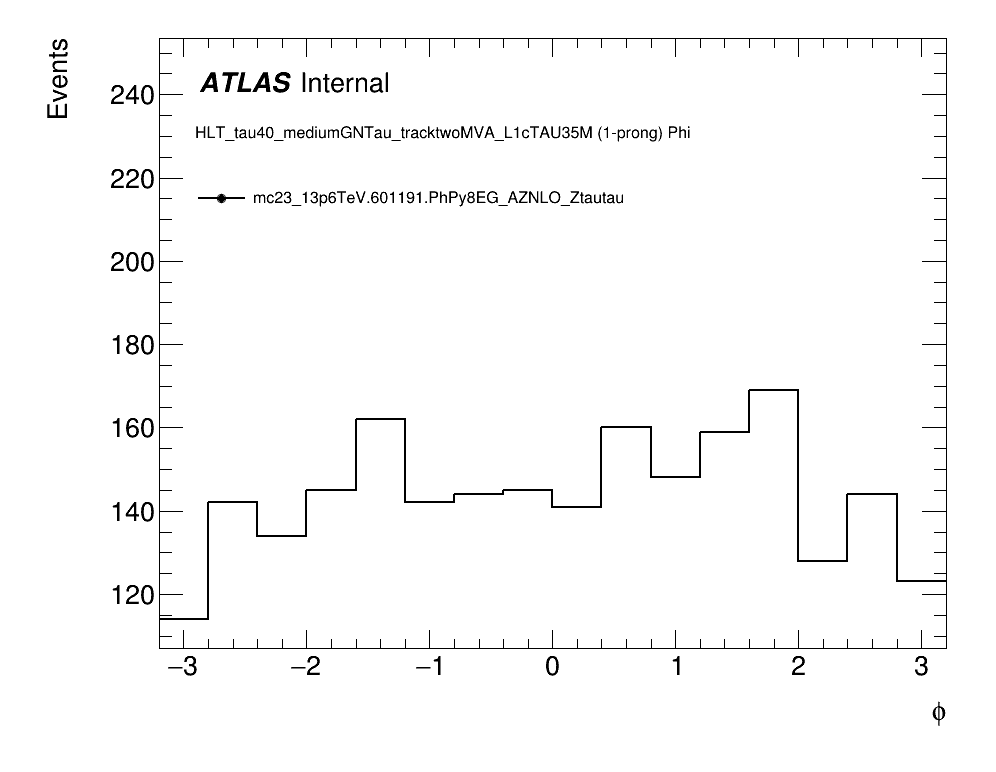 Events
ATLAS Internal
HLT_tau40_mediumGNTau_tracktwoMVA_L1cTAU35M (1-prong) Phi
mc23_13p6TeV.601191.PhPy8EG_AZNLO_Ztautau
240
220
200
180
160
140
120
−3 −2 −1 0 1 2 3
ϕ